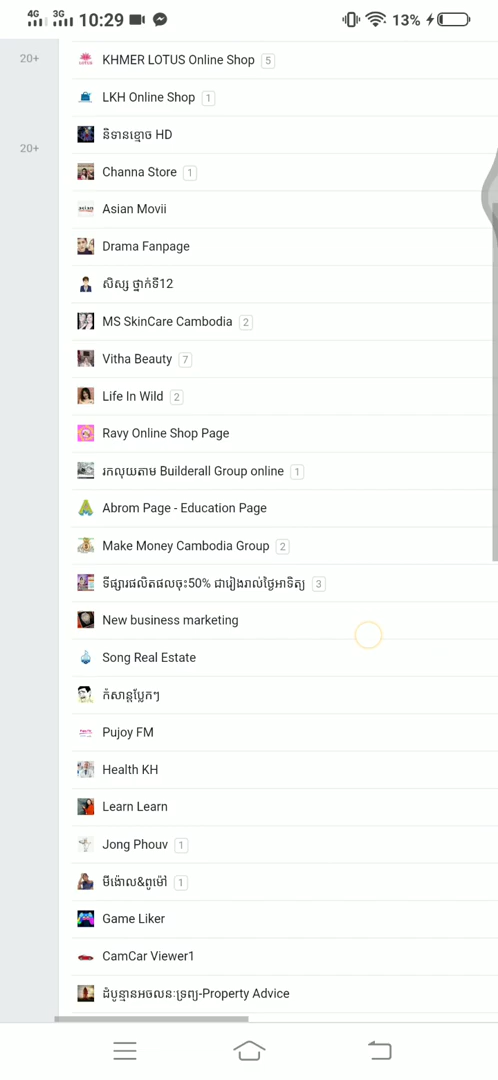 4G 3G 10:29 13%
20+
KHMER LOTUS Online Shop 5
LKH Online Shop 1
និទានខ្មោច HD
20+
Channa Store 1
Asian Movii
Drama Fanpage
សិស្ស ថ្នាក់ទី12
MS SkinCare Cambodia 2
Vitha Beauty 7
Life In Wild 2
Ravy Online Shop Page
រកលុយតាម Builderall Group online 1
Abrom Page - Education Page
Make Money Cambodia Group 2
ទីផ្សារផលិតផលចុះ50% ជារៀងរាល់ថ្ងៃអាទិត្យ 3
New business marketing
Song Real Estate
កំសាន្តប្លែកៗ
Pujoy FM
Health KH
Learn Learn
Jong Phouv 1
មីង៉ោល&ពូម៉ៅ 1
Game Liker
CamCar Viewer1
ដំបូន្មានអចលនៈទ្រព្យ-Property Advice